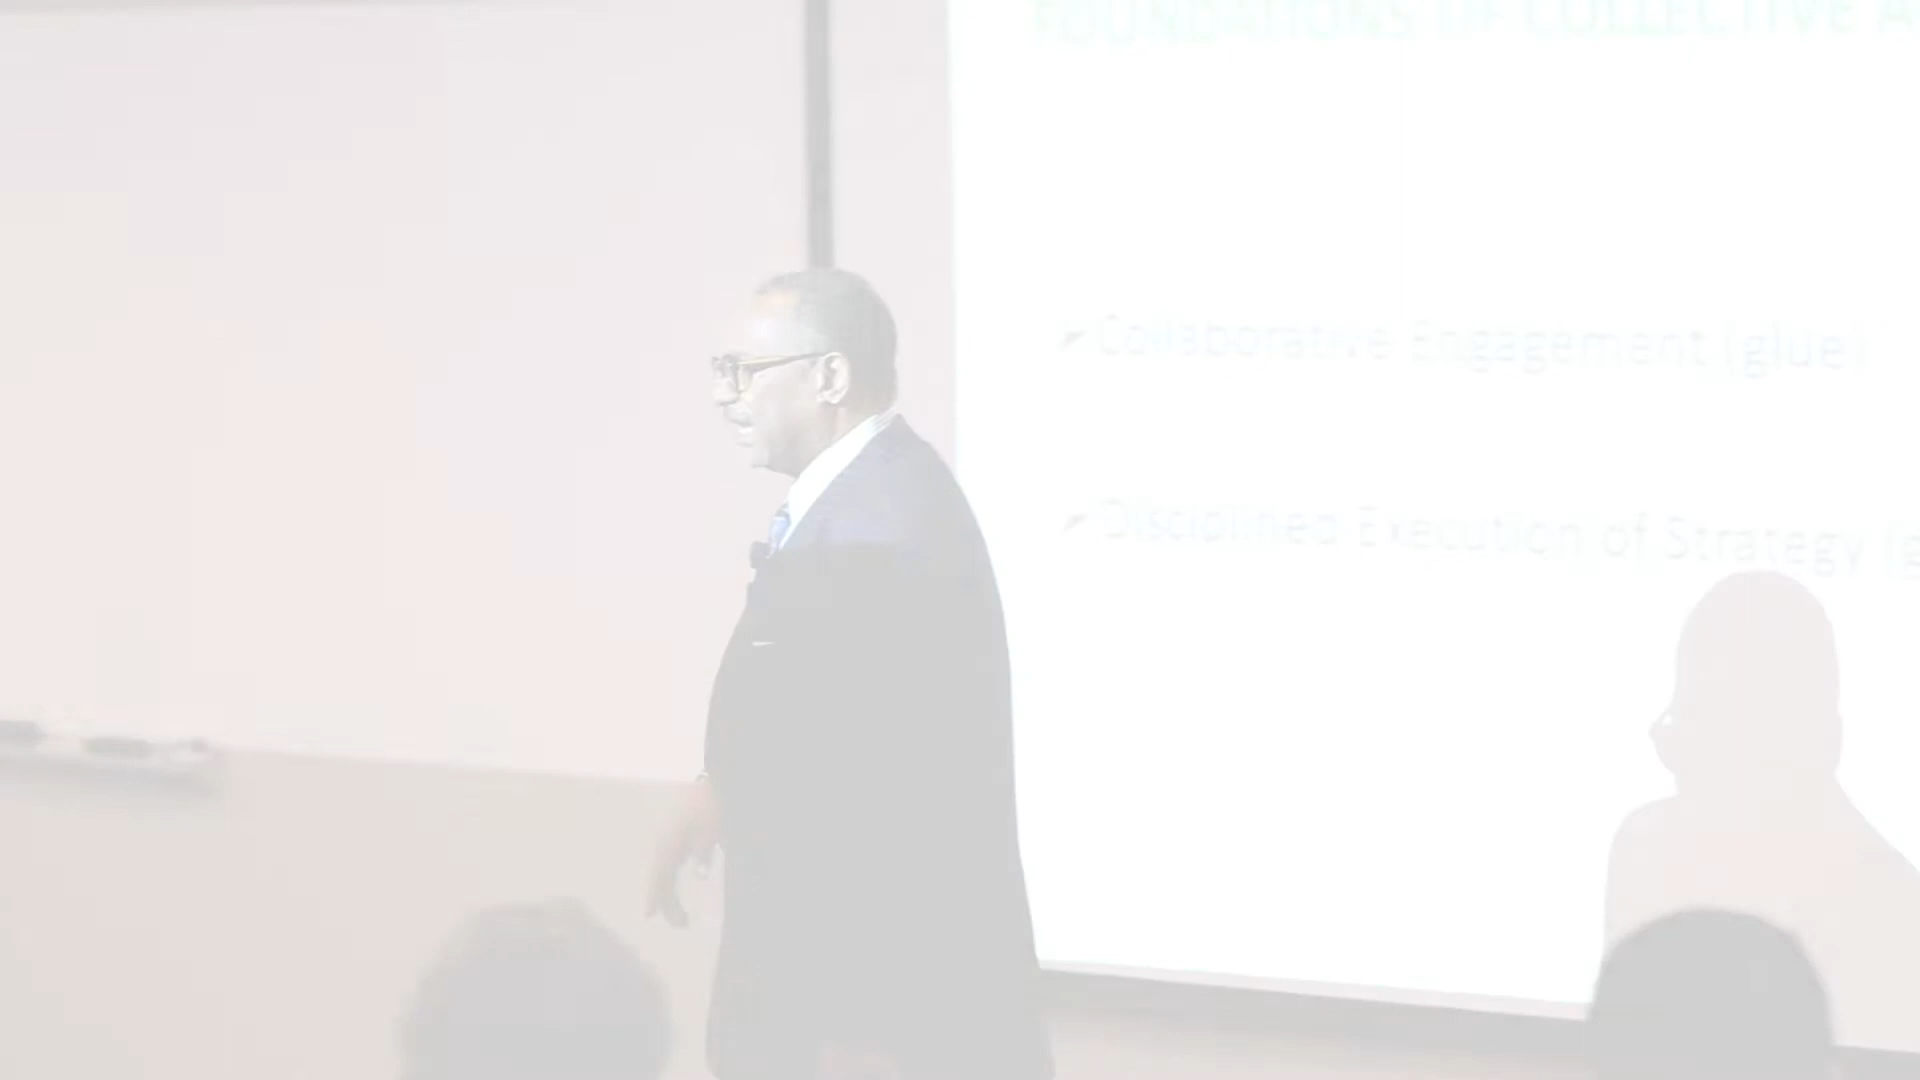 FOUNDATIONS OF COLLECTIVE A
Collaborative Engagement (glue)
Disciplined Execution of Strategy (g